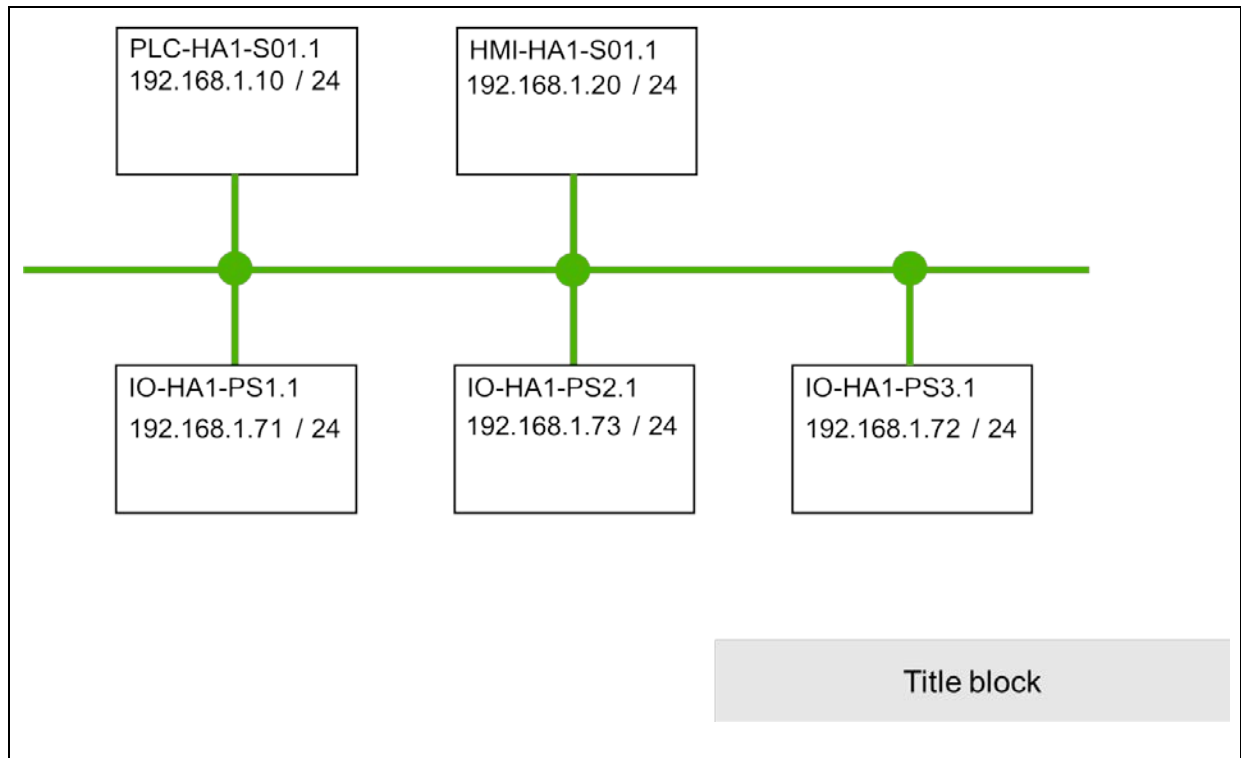 PLC-HA1-S01.1
192.168.1.10 / 24
HMI-HA1-S01.1
192.168.1.20 / 24
IO-HA1-PS1.1
192.168.1.71 / 24
IO-HA1-PS2.1
192.168.1.73 / 24
IO-HA1-PS3.1
192.168.1.72 / 24
Title block